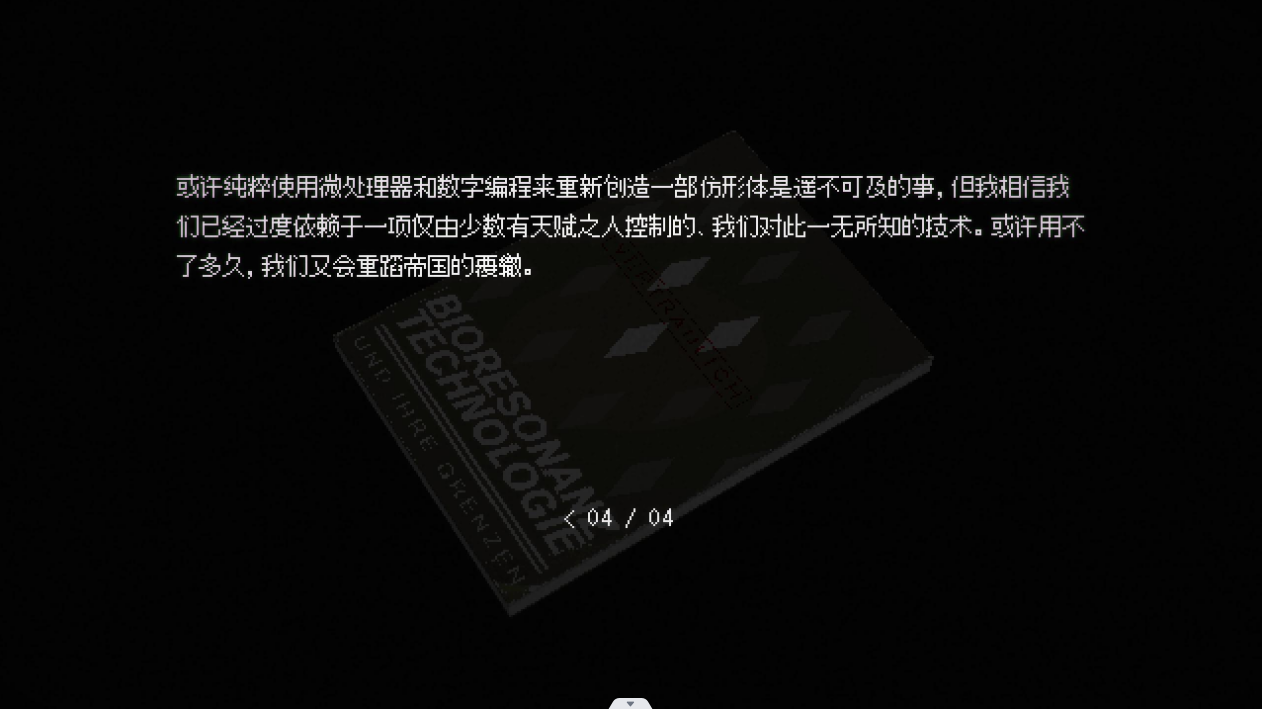 或许纯粹使用微处理器和数字编程来重新创造一部仿形体是遥不可及的事，但我相信我
们已经过度依赖于一项仅由少数有天赋之人控制的、我们对此一无所知的技术。或许用不
了多久，我们又会重蹈帝国的覆辙。
VERTRAULICH
BIORESONANZ
TECHNOLOGIE
UND IHRE GRENZEN
< 04 / 04